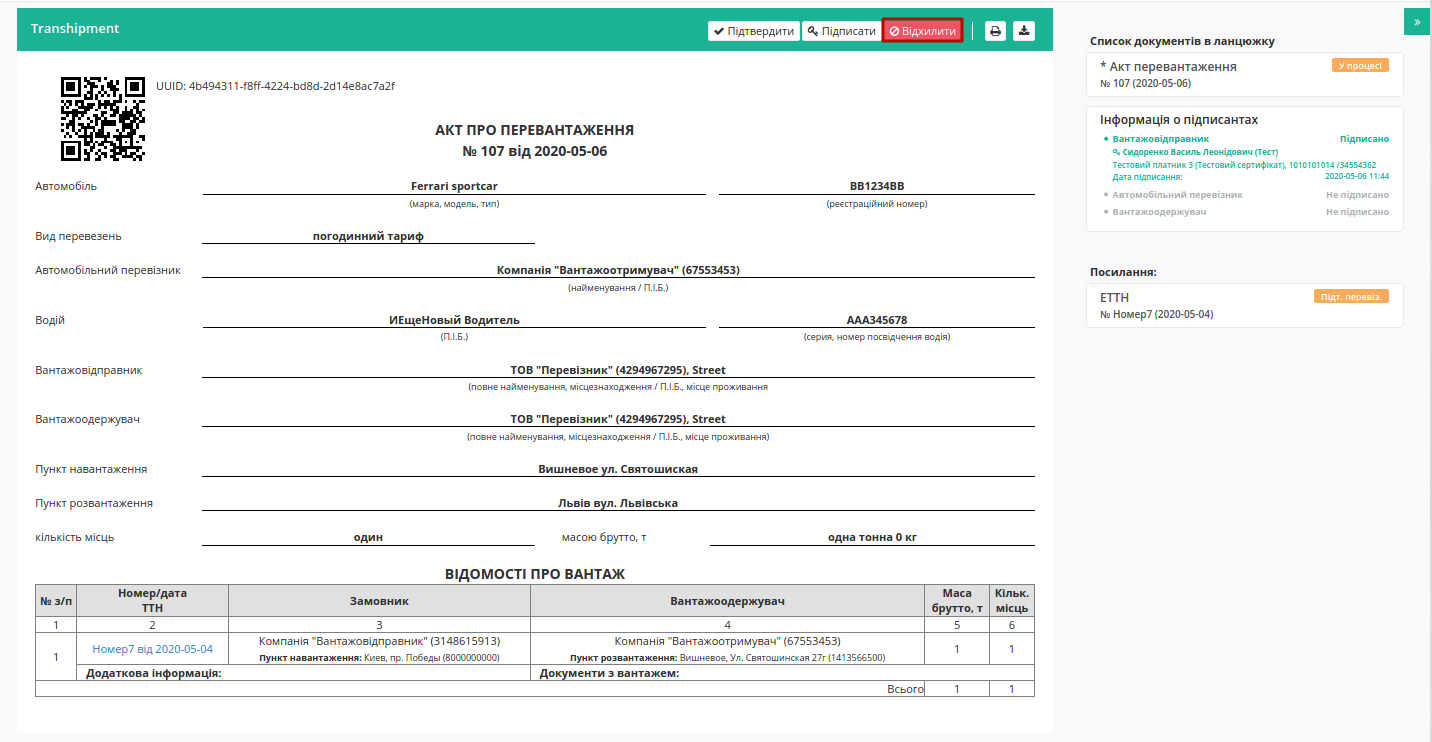 Transhipment
Підтвердити Підписати Відхилити
UUID: 4b494311-f8ff-4224-bd8d-2d14e8ac7a2f
АКТ ПРО ПЕРЕВАНТАЖЕННЯ
№ 107 від 2020-05-06
Автомобіль Ferrari sportcar ВВ1234ВВ
(марка, модель, тип) (реєстраційний номер)
Вид перевезень погодинний тариф
Автомобільний перевізник Компанія "Вантажоотримувач" (67553453)
(найменування / П.І.Б.)
Водій ИЕщеНовый Водитель ААА345678
(П.І.Б.) (серия, номер посвідчення водія)
Вантажовідправник ТОВ "Перевізник" (4294967295), Street
(повне найменування, місцезнаходження / П.І.Б., місце проживання
Вантажоодержувач ТОВ "Перевізник" (4294967295), Street
(повне найменування, місцезнаходження / П.І.Б., місце проживання)
Пункт навантаження Вишневое ул. Святошиская
Пункт розвантаження Львів вул. Львівська
кількість місць один масою брутто, т одна тонна 0 кг
ВІДОМОСТІ ПРО ВАНТАЖ
№ з/п Номер/дата ТТН Замовник Вантажоодержувач Маса брутто, т Кільк. місць
1 2 3 4 5 6
1 Номер7 від 2020-05-04 Компанія "Вантажовідправник" (3148615913) Компанія "Вантажоотримувач" (67553453) 1 1
Пункт навантаження: Киев, пр. Победы (8000000000) Пункт розвантаження: Вишневое, Ул. Святошинская 27г (1413566500)
Додаткова інформація: Документи з вантажем:
Всього 1 1
»
Список документів в ланцюжку
* Акт перевантаження У процесі
№ 107 (2020-05-06)
Інформація о підписантах
Вантажовідправник Підписано
Сидоренко Василь Леонідович (Тест)
Тестовий платник 3 (Тестовий сертифікат), 1010101014 /34554362
Дата підписання: 2020-05-06 11:44
Автомобільний перевізник Не підписано
Вантажоодержувач Не підписано
Посилання:
ЕТТН Підт. перевіз.
№ Номер7 (2020-05-04)